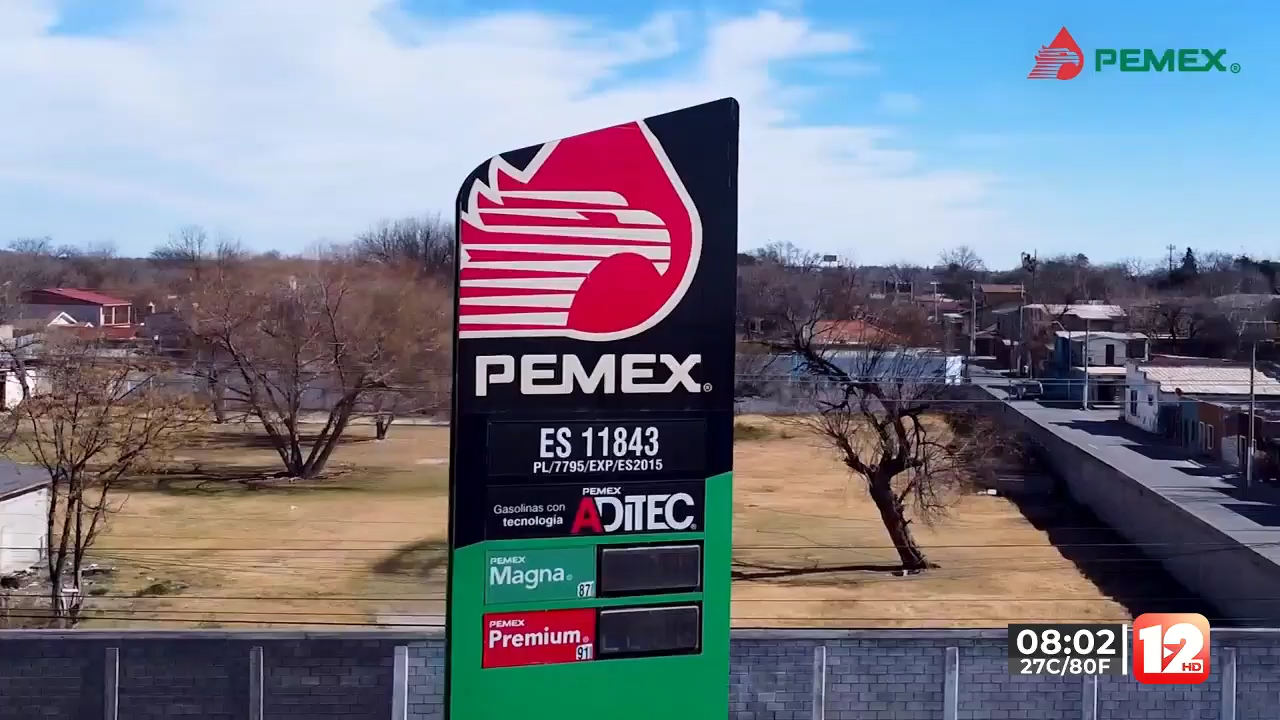 PEMEX®
PEMEX®
ES 11843
PL/7795/EXP/ES2015
Gasolinas con
tecnología
PEMEX
ADiTEC®
PEMEX
Magna®
87
PEMEX
Premium®
91
08:02
27C/80F
12
HD